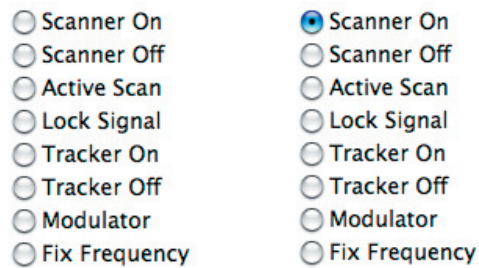 Scanner On
Scanner Off
Active Scan
Lock Signal
Tracker On
Tracker Off
Modulator
Fix Frequency
Scanner On
Scanner Off
Active Scan
Lock Signal
Tracker On
Tracker Off
Modulator
Fix Frequency